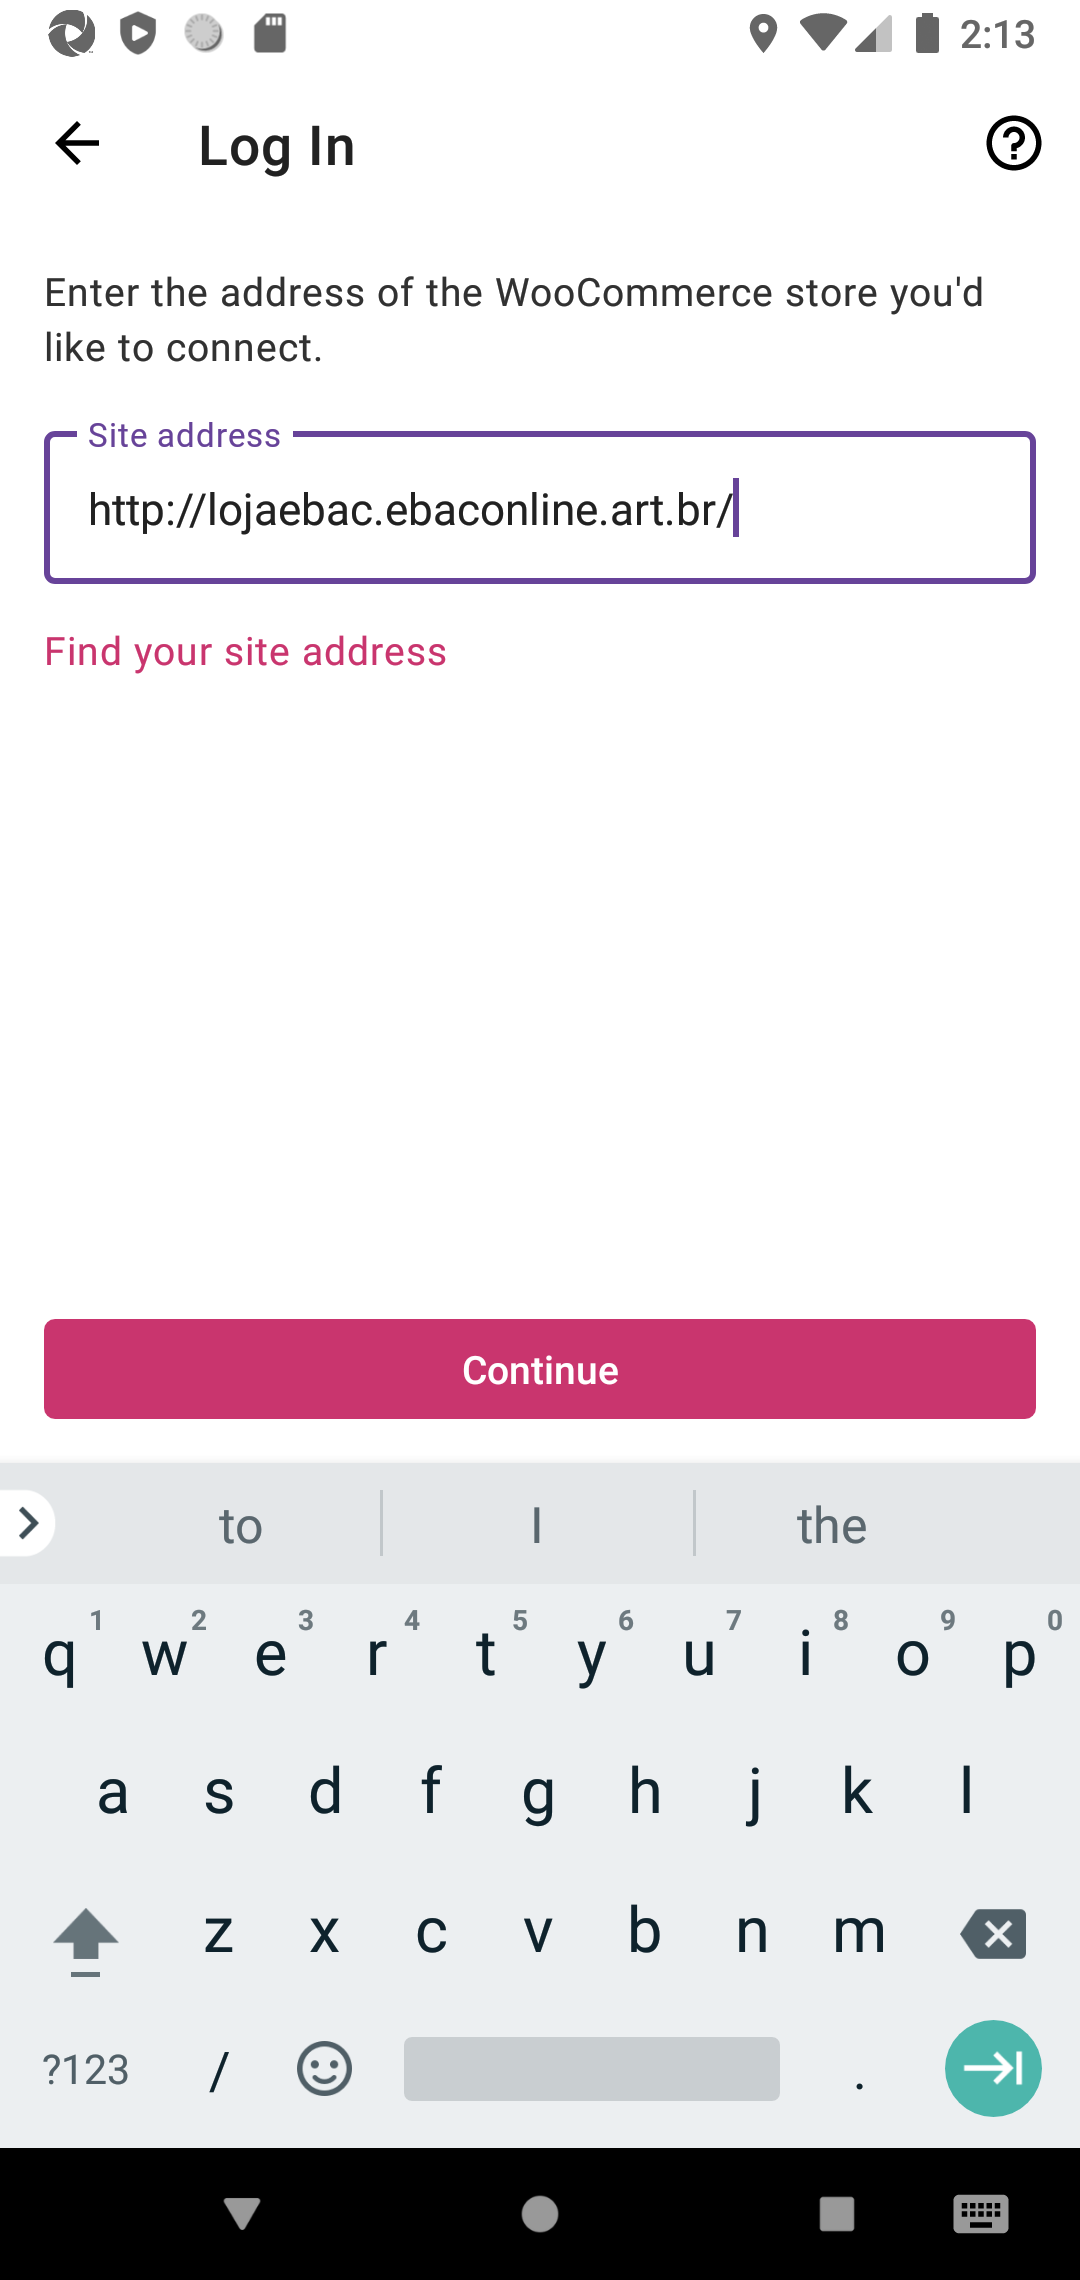 2:13
Log In
Enter the address of the WooCommerce store you'd
like to connect.
Site address
http://lojaebac.ebaconline.art.br/
Find your site address
Continue
to I the
1 2 3 4 5 6 7 8 9 0
q w e r t y u i o p
a s d f g h j k l
z x c v b n m
?123 / .